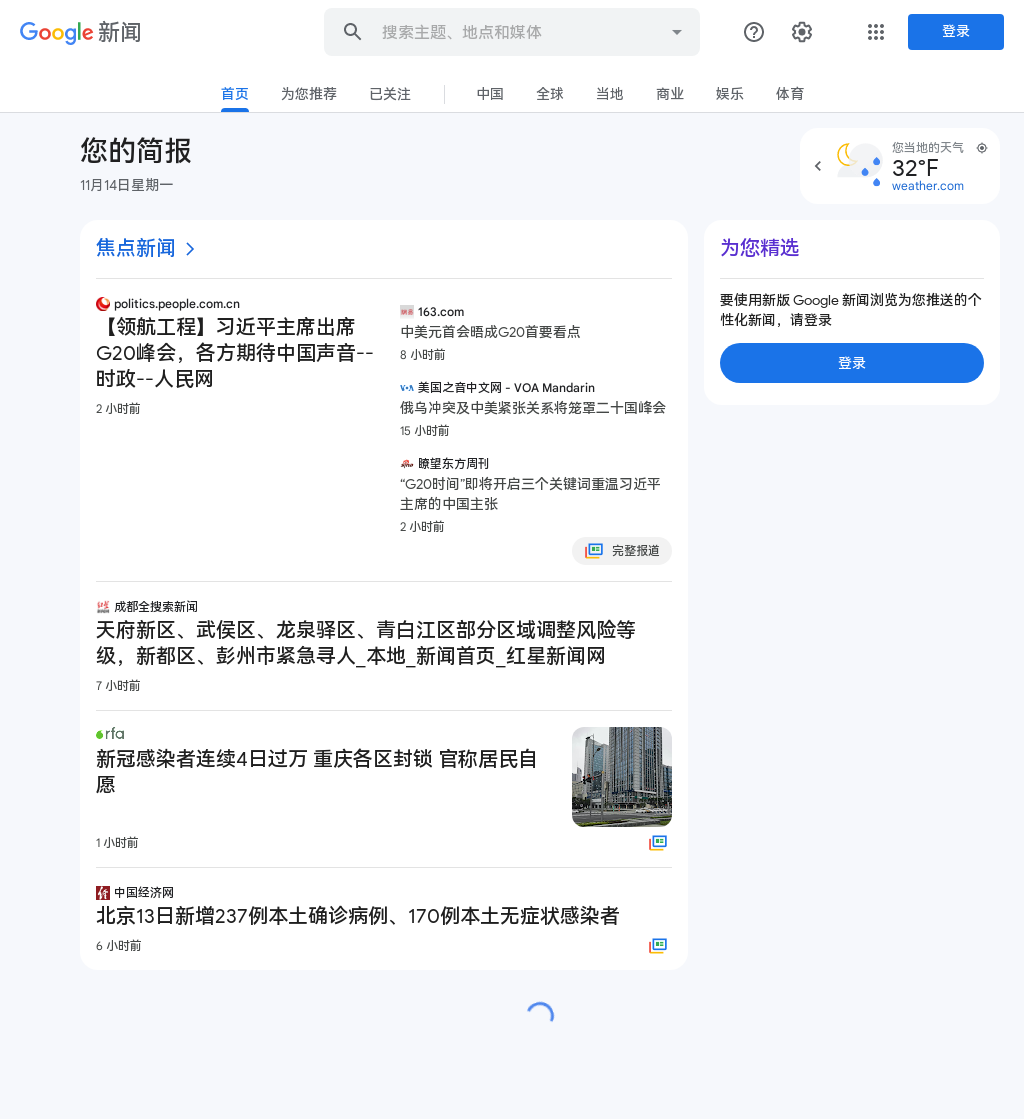 Google 新闻
搜索主题、地点和媒体
登录
首页
为您推荐
已关注
中国
全球
当地
商业
娱乐
体育
您的简报
11月14日星期一
您当地的天气
32°F
weather.com
焦点新闻
politics.people.com.cn
【领航工程】习近平主席出席
G20峰会，各方期待中国声音--
时政--人民网
2 小时前
163.com
中美元首会晤成G20首要看点
8 小时前
美国之音中文网 - VOA Mandarin
俄乌冲突及中美紧张关系将笼罩二十国峰会
15 小时前
瞭望东方周刊
“G20时间”即将开启三个关键词重温习近平
主席的中国主张
2 小时前
完整报道
成都全搜索新闻
天府新区、武侯区、龙泉驿区、青白江区部分区域调整风险等
级，新都区、彭州市紧急寻人_本地_新闻首页_红星新闻网
7 小时前
rfa
新冠感染者连续4日过万 重庆各区封锁 官称居民自
愿
1 小时前
中国经济网
北京13日新增237例本土确诊病例、170例本土无症状感染者
6 小时前
为您精选
要使用新版 Google 新闻浏览为您推送的个
性化新闻，请登录
登录